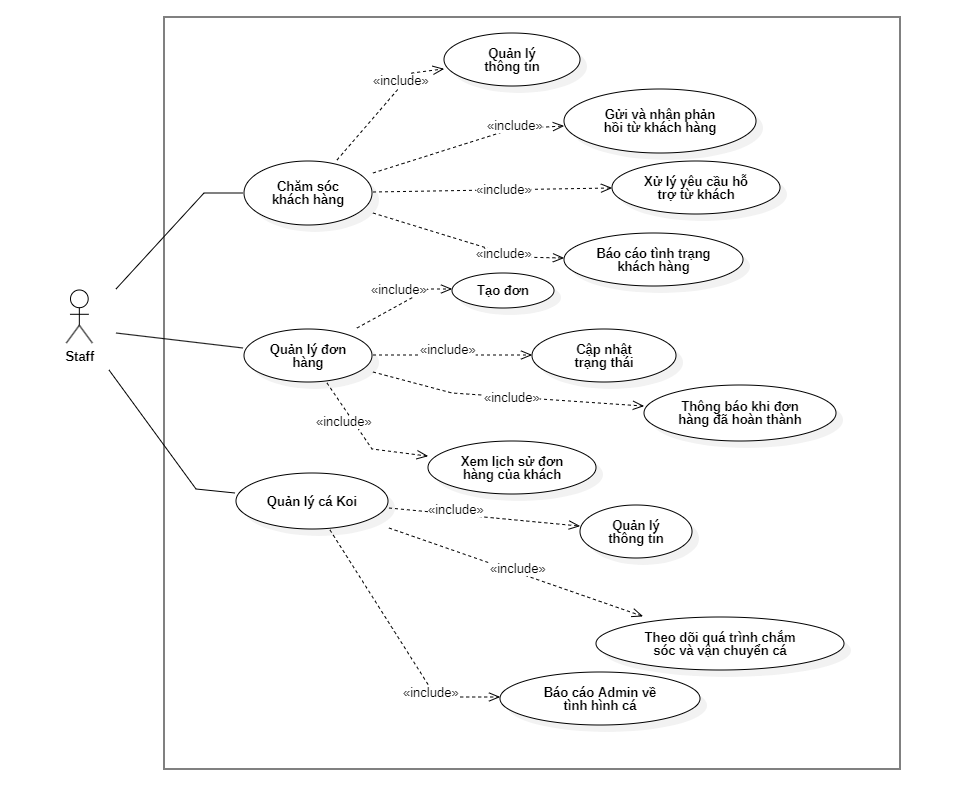 Quản lý
thông tin
«include»
Gửi và nhận phản
hồi từ khách hàng
«include»
Chăm sóc
khách hàng
«include»
Xử lý yêu cầu hỗ
trợ từ khách
«include»
Báo cáo tình trạng
khách hàng
«include»
Tạo đơn
Staff
Quản lý đơn
hàng
«include»
Cập nhật
trạng thái
«include»
Thông báo khi đơn
hàng đã hoàn thành
«include»
Xem lịch sử đơn
hàng của khách
Quản lý cá Koi
«include»
Quản lý
thông tin
«include»
Theo dõi quá trình chắm
sóc và vận chuyển cá
«include»
Báo cáo Admin về
tình hình cá